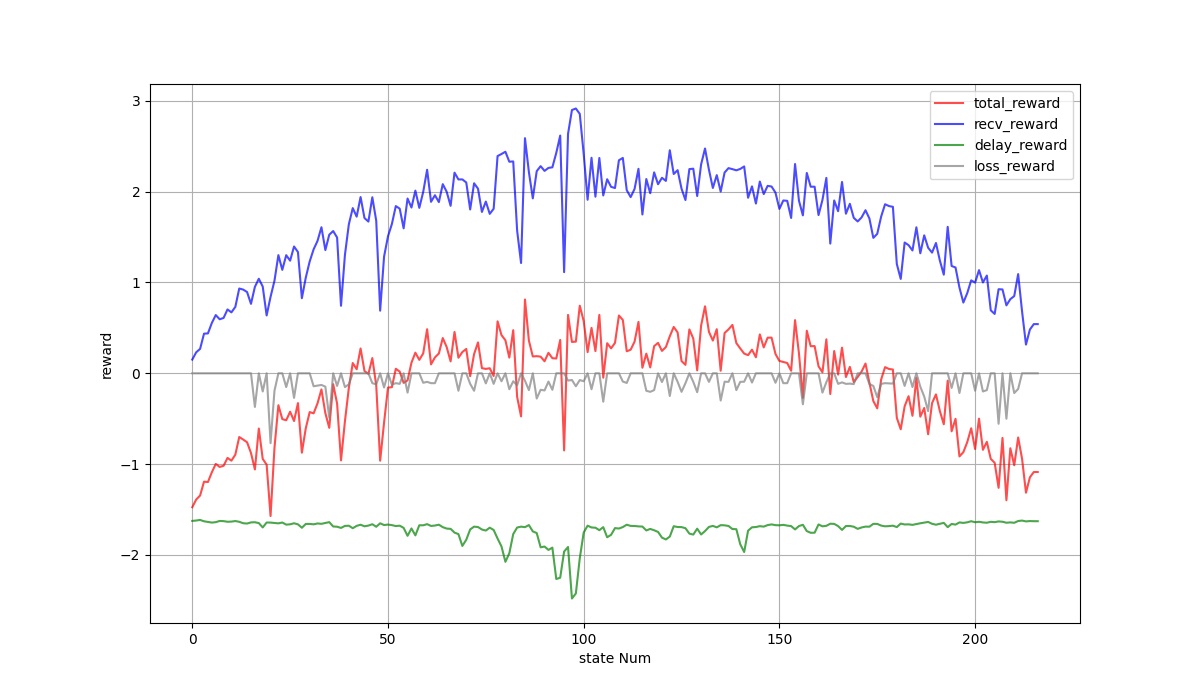 total_reward
recv_reward
delay_reward
loss_reward
reward
3
2
1
0
−1
−2
0 50 100 150 200
state Num